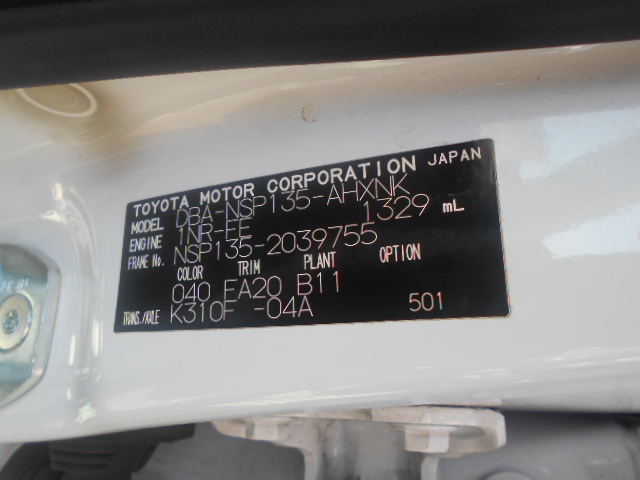 TOYOTA MOTOR CORPORATION JAPAN
MODEL DBA-NSP135-AHXNK
ENGINE 1NR-FE 1329 mL
FRAME No. NSP135-2039755
COLOR TRIM PLANT OPTION
040 EA20 B11
TRANS./AXLE K310F -04A 501